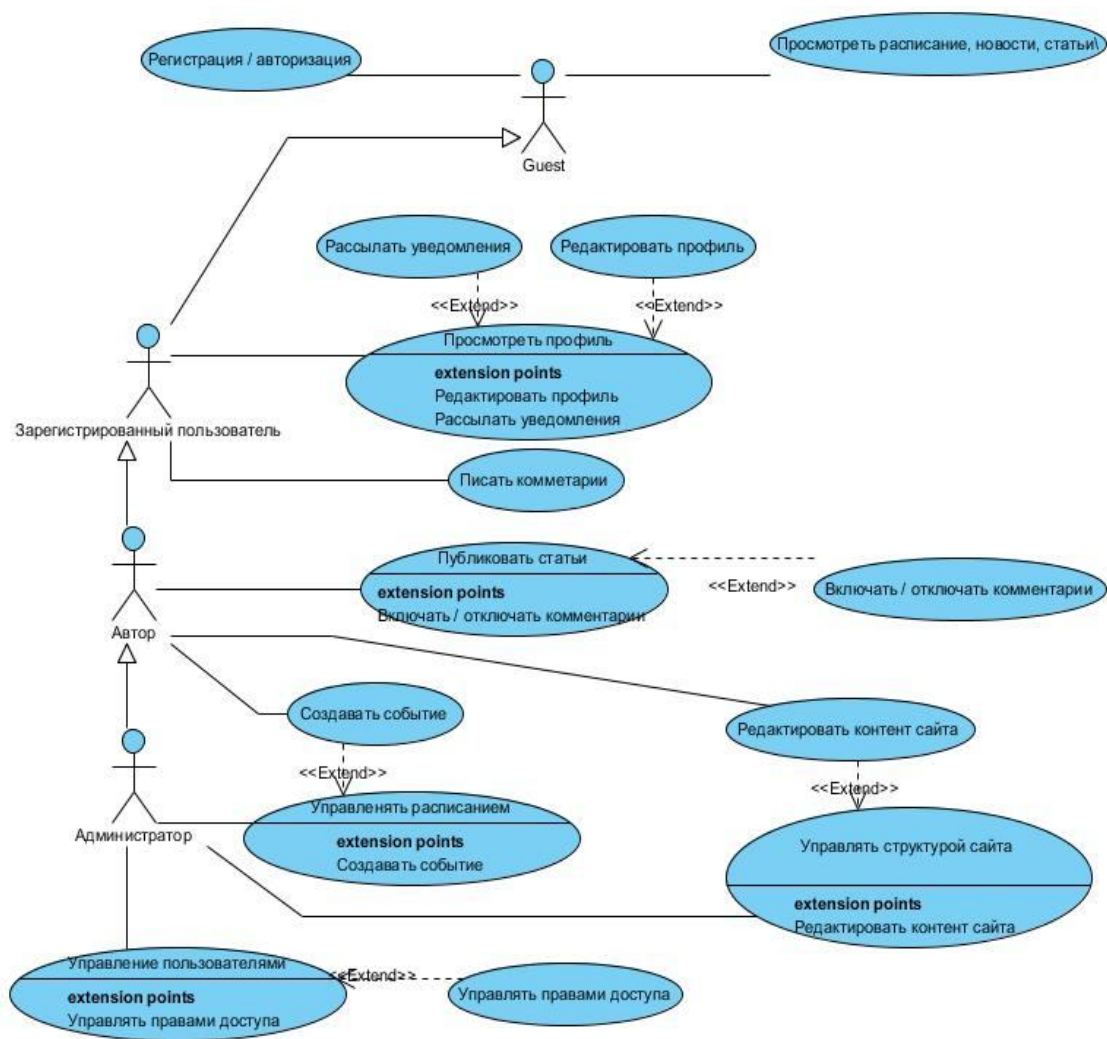 Регистрация / авторизация
Просмотреть расписание, новости, статьи\
Guest
Рассылать уведомления
Редактировать профиль
<<Extend>>
<<Extend>>
Просмотреть профиль
extension points
Редактировать профиль
Рассылать уведомления
Зарегистрированный пользователь
Писать комметарии
Публиковать статьи
extension points
Включать / отключать комментарии
<<Extend>>
Включать / отключать комментарии
Автор
Создавать событие
Редактировать контент сайта
<<Extend>>
<<Extend>>
Управленять расписанием
extension points
Создавать событие
Администратор
Управлять структурой сайта
extension points
Редактировать контент сайта
Управление пользователями
extension points
Управлять правами доступа
<<Extend>>
Управлять правами доступа